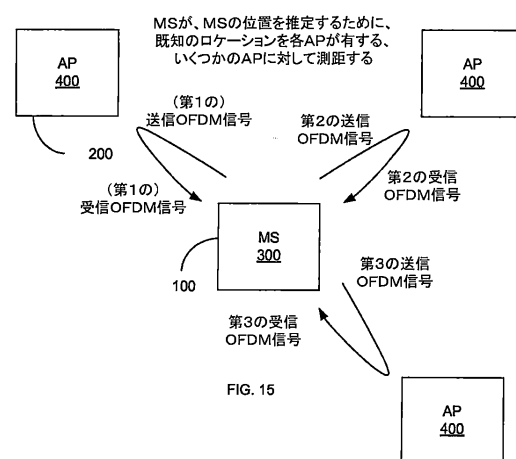 MSが、MSの位置を推定するために、
既知のロケーションを各APが有する、
いくつかのAPに対して測距する
AP
400
200
(第1の)
送信OFDM信号
(第1の)
受信OFDM信号
第2の送信
OFDM信号
AP
400
第2の受信
OFDM信号
MS
300
100
第3の送信
OFDM信号
第3の受信
OFDM信号
FIG. 15
AP
400